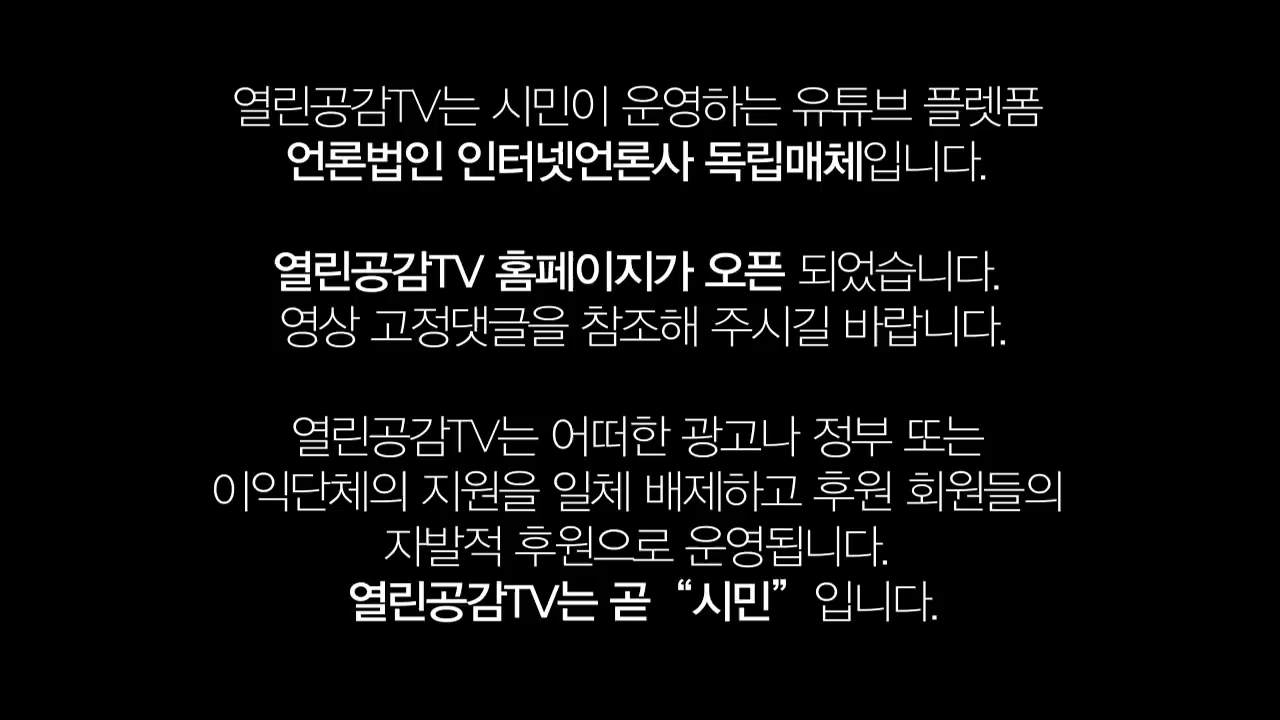 열린공감TV는 시민이 운영하는 유튜브 플렛폼
언론법인 인터넷언론사 독립매체입니다.
열린공감TV 홈페이지가 오픈 되었습니다.
영상 고정댓글을 참조해 주시길 바랍니다.
열린공감TV는 어떠한 광고나 정부 또는
이익단체의 지원을 일체 배제하고 후원 회원들의
자발적 후원으로 운영됩니다.
열린공감TV는 곧 “시민” 입니다.